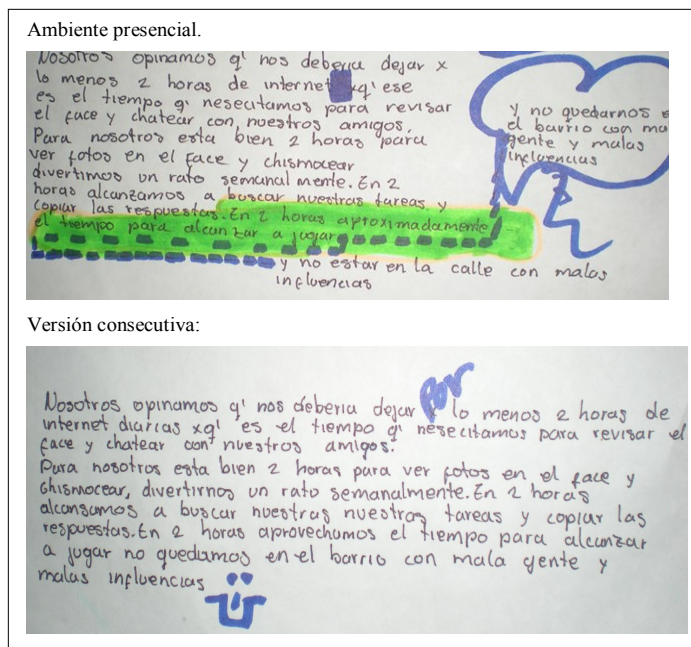 Ambiente presencial.
Nosotros opinamos q' nos deberia dejar x
lo menos 2 horas de internet xq' ese
es el tiempo q' nesecitamos para revisar
el face y chatear con nuestros amigos.
Para nosotros esta bien 2 horas para
ver fotos en el face y chismocear
divertimos un rato semanal mente. En 2
horas alcanzamos a buscar nuestras tareas y
copiar las respuestas. En 2 horas aproximadamente
el tiempo para alcanzar a jugar
y no estar en la calle con malas
influencias
y no quedarnos
el barrio con ma
gente y malas
influencias
Versión consecutiva:
Nosotros opinamos q' nos deberia dejar Por lo menos 2 horas de
internet diarias xq' es el tiempo q' nesecitamos para revisar el
face y chatear con nuestros amigos.
Para nosotros esta bien 2 horas para ver fotos en el face y
chismocear, divertirnos un rato semanalmente. En 2 horas
alcansamos a buscar nuestras nuestros tareas y copiar las
respuestas. En 2 horas aprovechamos el tiempo para alcanzar
a jugar no quedamos en el barrio con mala gente y
malas influencias